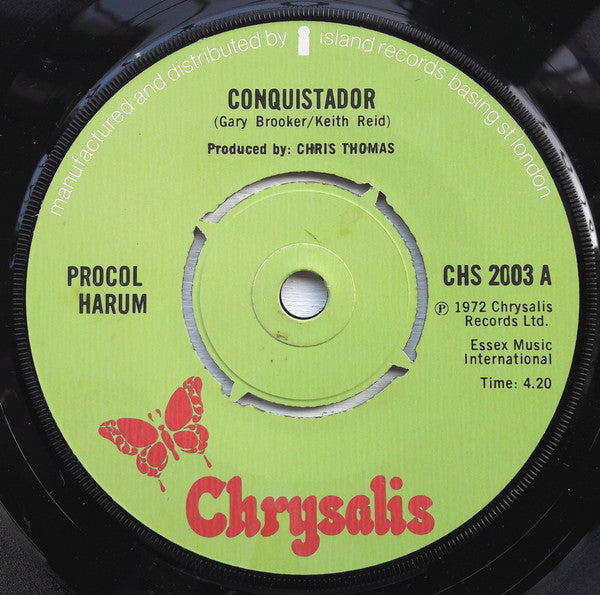 manufactured and distributed by island records basing st london
CONQUISTADOR
(Gary Brooker/Keith Reid)
Produced by: CHRIS THOMAS
PROCOL
HARUM
CHS 2003 A
Ⓟ 1972 Chrysalis
Records Ltd.
Essex Music
International
Time: 4.20
Chrysalis